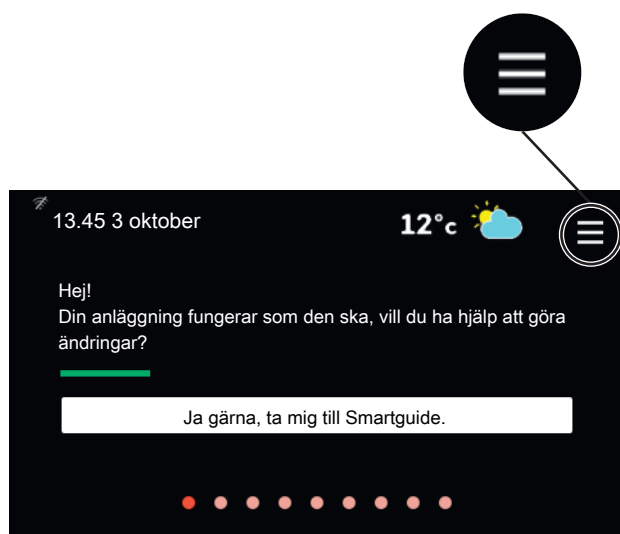 13.45 3 oktober
12°c
Hej!
Din anläggning fungerar som den ska, vill du ha hjälp att göra
ändringar?
Ja gärna, ta mig till Smartguide.